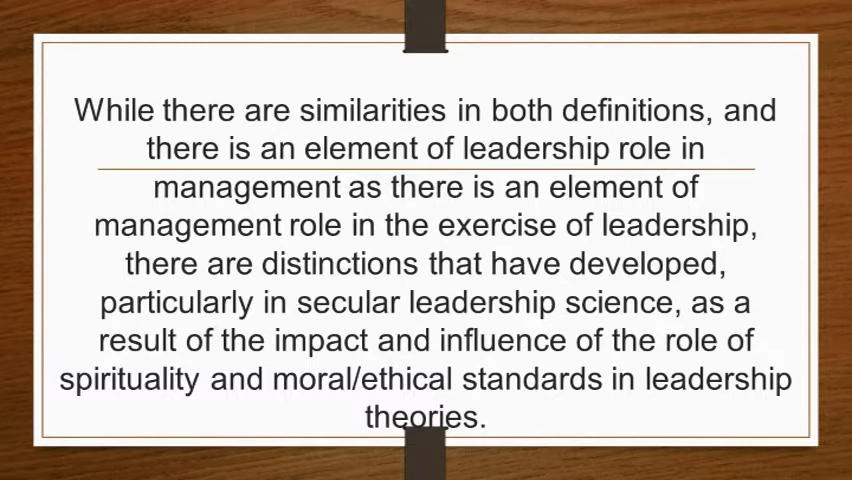 While there are similarities in both definitions, and
there is an element of leadership role in
management as there is an element of
management role in the exercise of leadership,
there are distinctions that have developed,
particularly in secular leadership science, as a
result of the impact and influence of the role of
spirituality and moral/ethical standards in leadership
theories.